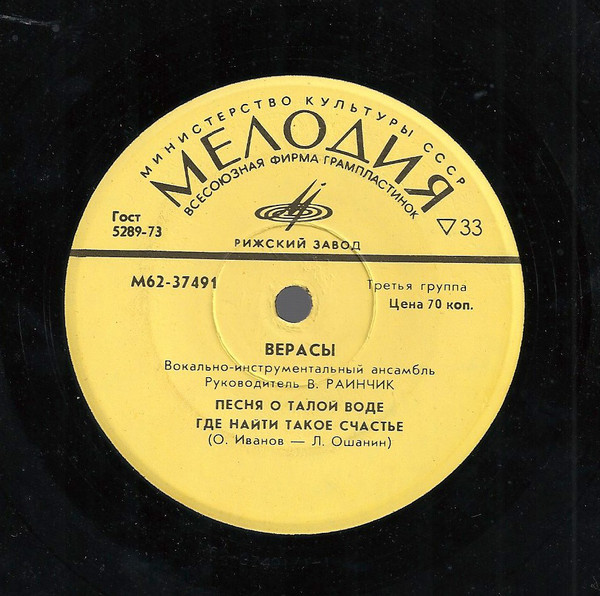 МИНИСТЕРСТВО КУЛЬТУРЫ СССР
МЕЛОДИЯ
ВСЕСОЮЗНАЯ ФИРМА ГРАМПЛАСТИНОК
Гост
5289-73
▽33
РИЖСКИЙ ЗАВОД
М62-37491
Третья группа
Цена 70 коп.
ВЕРАСЫ
Вокально-инструментальный ансамбль
Руководитель В. РАИНЧИК
ПЕСНЯ О ТАЛОЙ ВОДЕ
ГДЕ НАЙТИ ТАКОЕ СЧАСТЬЕ
(О. Иванов — Л. Ошанин)